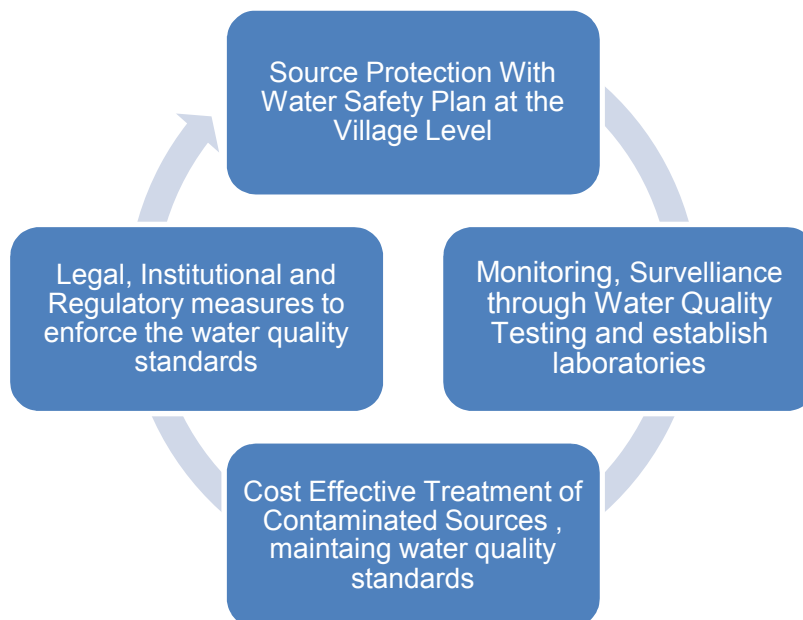 Source Protection With
Water Safety Plan at the
Village Level
Monitoring, Survelliance
through Water Quality
Testing and establish
laboratories
Cost Effective Treatment of
Contaminated Sources ,
maintaing water quality
standards
Legal, Institutional and
Regulatory measures to
enforce the water quality
standards